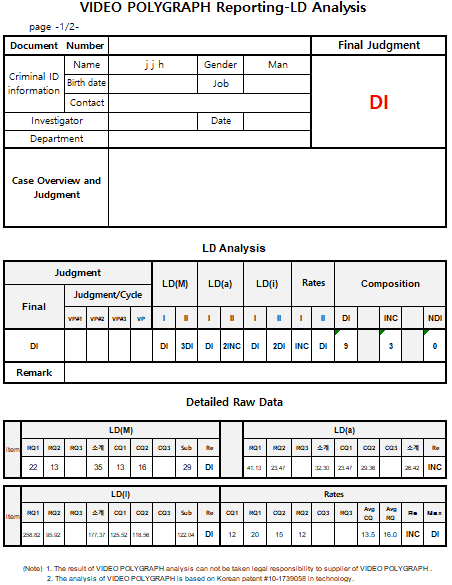 VIDEO POLYGRAPH Reporting-LD Analysis
page -1/2-
Document Number
Final Judgment
Criminal ID information
Name j j h Gender Man
Birth date Job
Contact
DI
Investigator Date
Department
Case Overview and Judgment
LD Analysis
Judgment LD(M) LD(a) LD(i) Rates Composition
Final Judgment/Cycle
VP#1 VP#2 VP#3 VP I II I II I II I II DI INC NDI
DI DI 3DI DI 2INC DI 2DI INC DI 9 3 0
Remark
Detailed Raw Data
Item LD(M) LD(a)
RQ1 RQ2 RQ3 소계 CQ1 CQ2 CQ3 Sub Re RQ1 RQ2 RQ3 소계 CQ1 CQ2 CQ3 Sub Re
22 13 35 13 16 29 DI 41.13 23.47 32.30 23.47 29.36 26.42 INC
Item LD(I) Rates
RQ1 RQ2 RQ3 소계 CQ1 CQ2 CQ3 Sub Re CQ1 RQ1 CQ2 RQ2 CQ3 RQ3 Avg CQ Avg RQ Re Max
258.82 95.92 177.37 125.52 118.56 122.04 DI 12 20 15 12 13.5 16.0 INC DI
(Note) 1. The result of VIDEO POLYGRAPH analysis can not be taken legal responsibility to supplier of VIDEO POLYGRAPH .
2. The analysis of VIDEO POLYGRAPH is based on Korean patent #10-1739058 in technology.